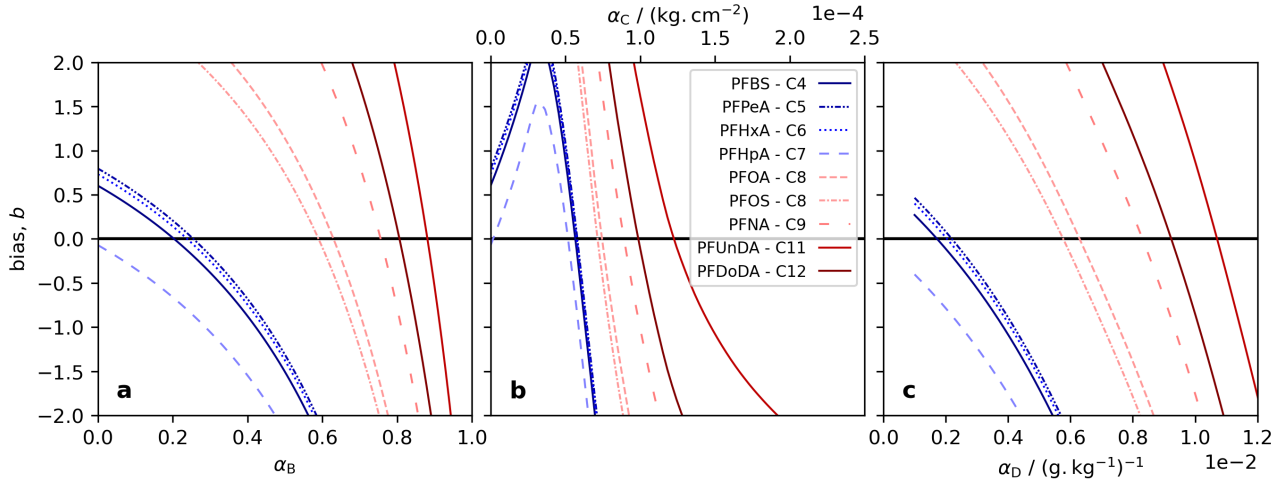 α_C / (kg. cm⁻²)
1e−4
0.0 0.5 1.0 1.5 2.0 2.5
bias, b
2.0
1.5
1.0
0.5
0.0
−0.5
−1.0
−1.5
−2.0
a
0.0 0.2 0.4 0.6 0.8 1.0
α_B
PFBS - C4
PFPeA - C5
PFHxA - C6
PFHpA - C7
PFOA - C8
PFOS - C8
PFNA - C9
PFUnDA - C11
PFDoDA - C12
b
c
0.0 0.2 0.4 0.6 0.8 1.0 1.2
α_D / (g. kg⁻¹)⁻¹
1e−2